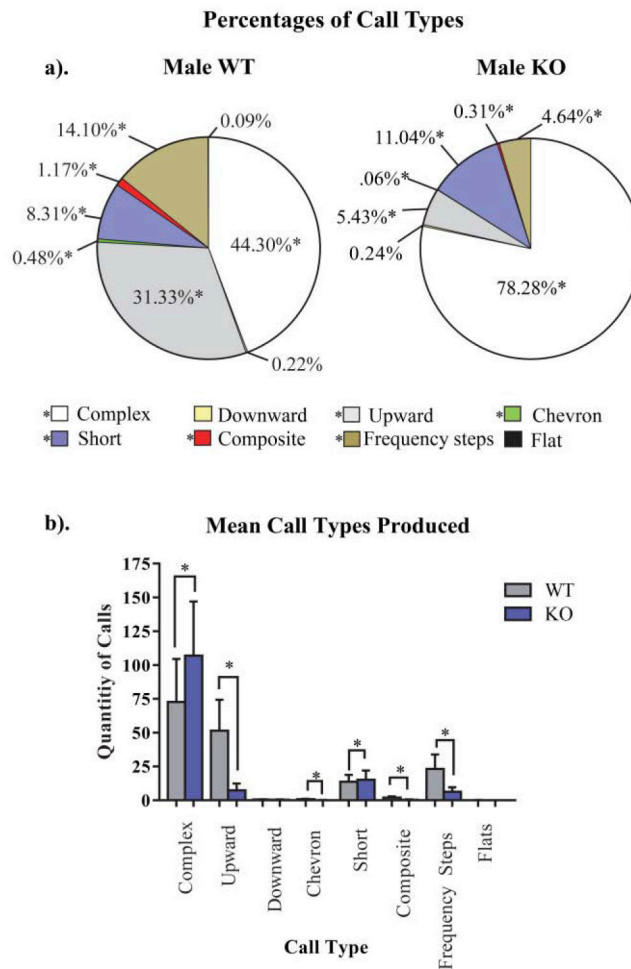 Percentages of Call Types
a).
Male WT
Male KO
14.10%*
0.09%
1.17%*
8.31%*
0.48%*
44.30%*
31.33%*
0.22%
0.31%*
4.64%*
11.04%*
.06%*
5.43%*
0.24%
78.28%*
*Complex
Downward
*Upward
*Chevron
*Short
*Composite
*Frequency steps
Flat
b).
Mean Call Types Produced
175
150
125
100
75
50
25
0
Quantitiy of Calls
*
*
*
*
*
*
WT
KO
Complex
Upward
Downward
Chevron
Short
Composite
Frequency Steps
Flats
Call Type